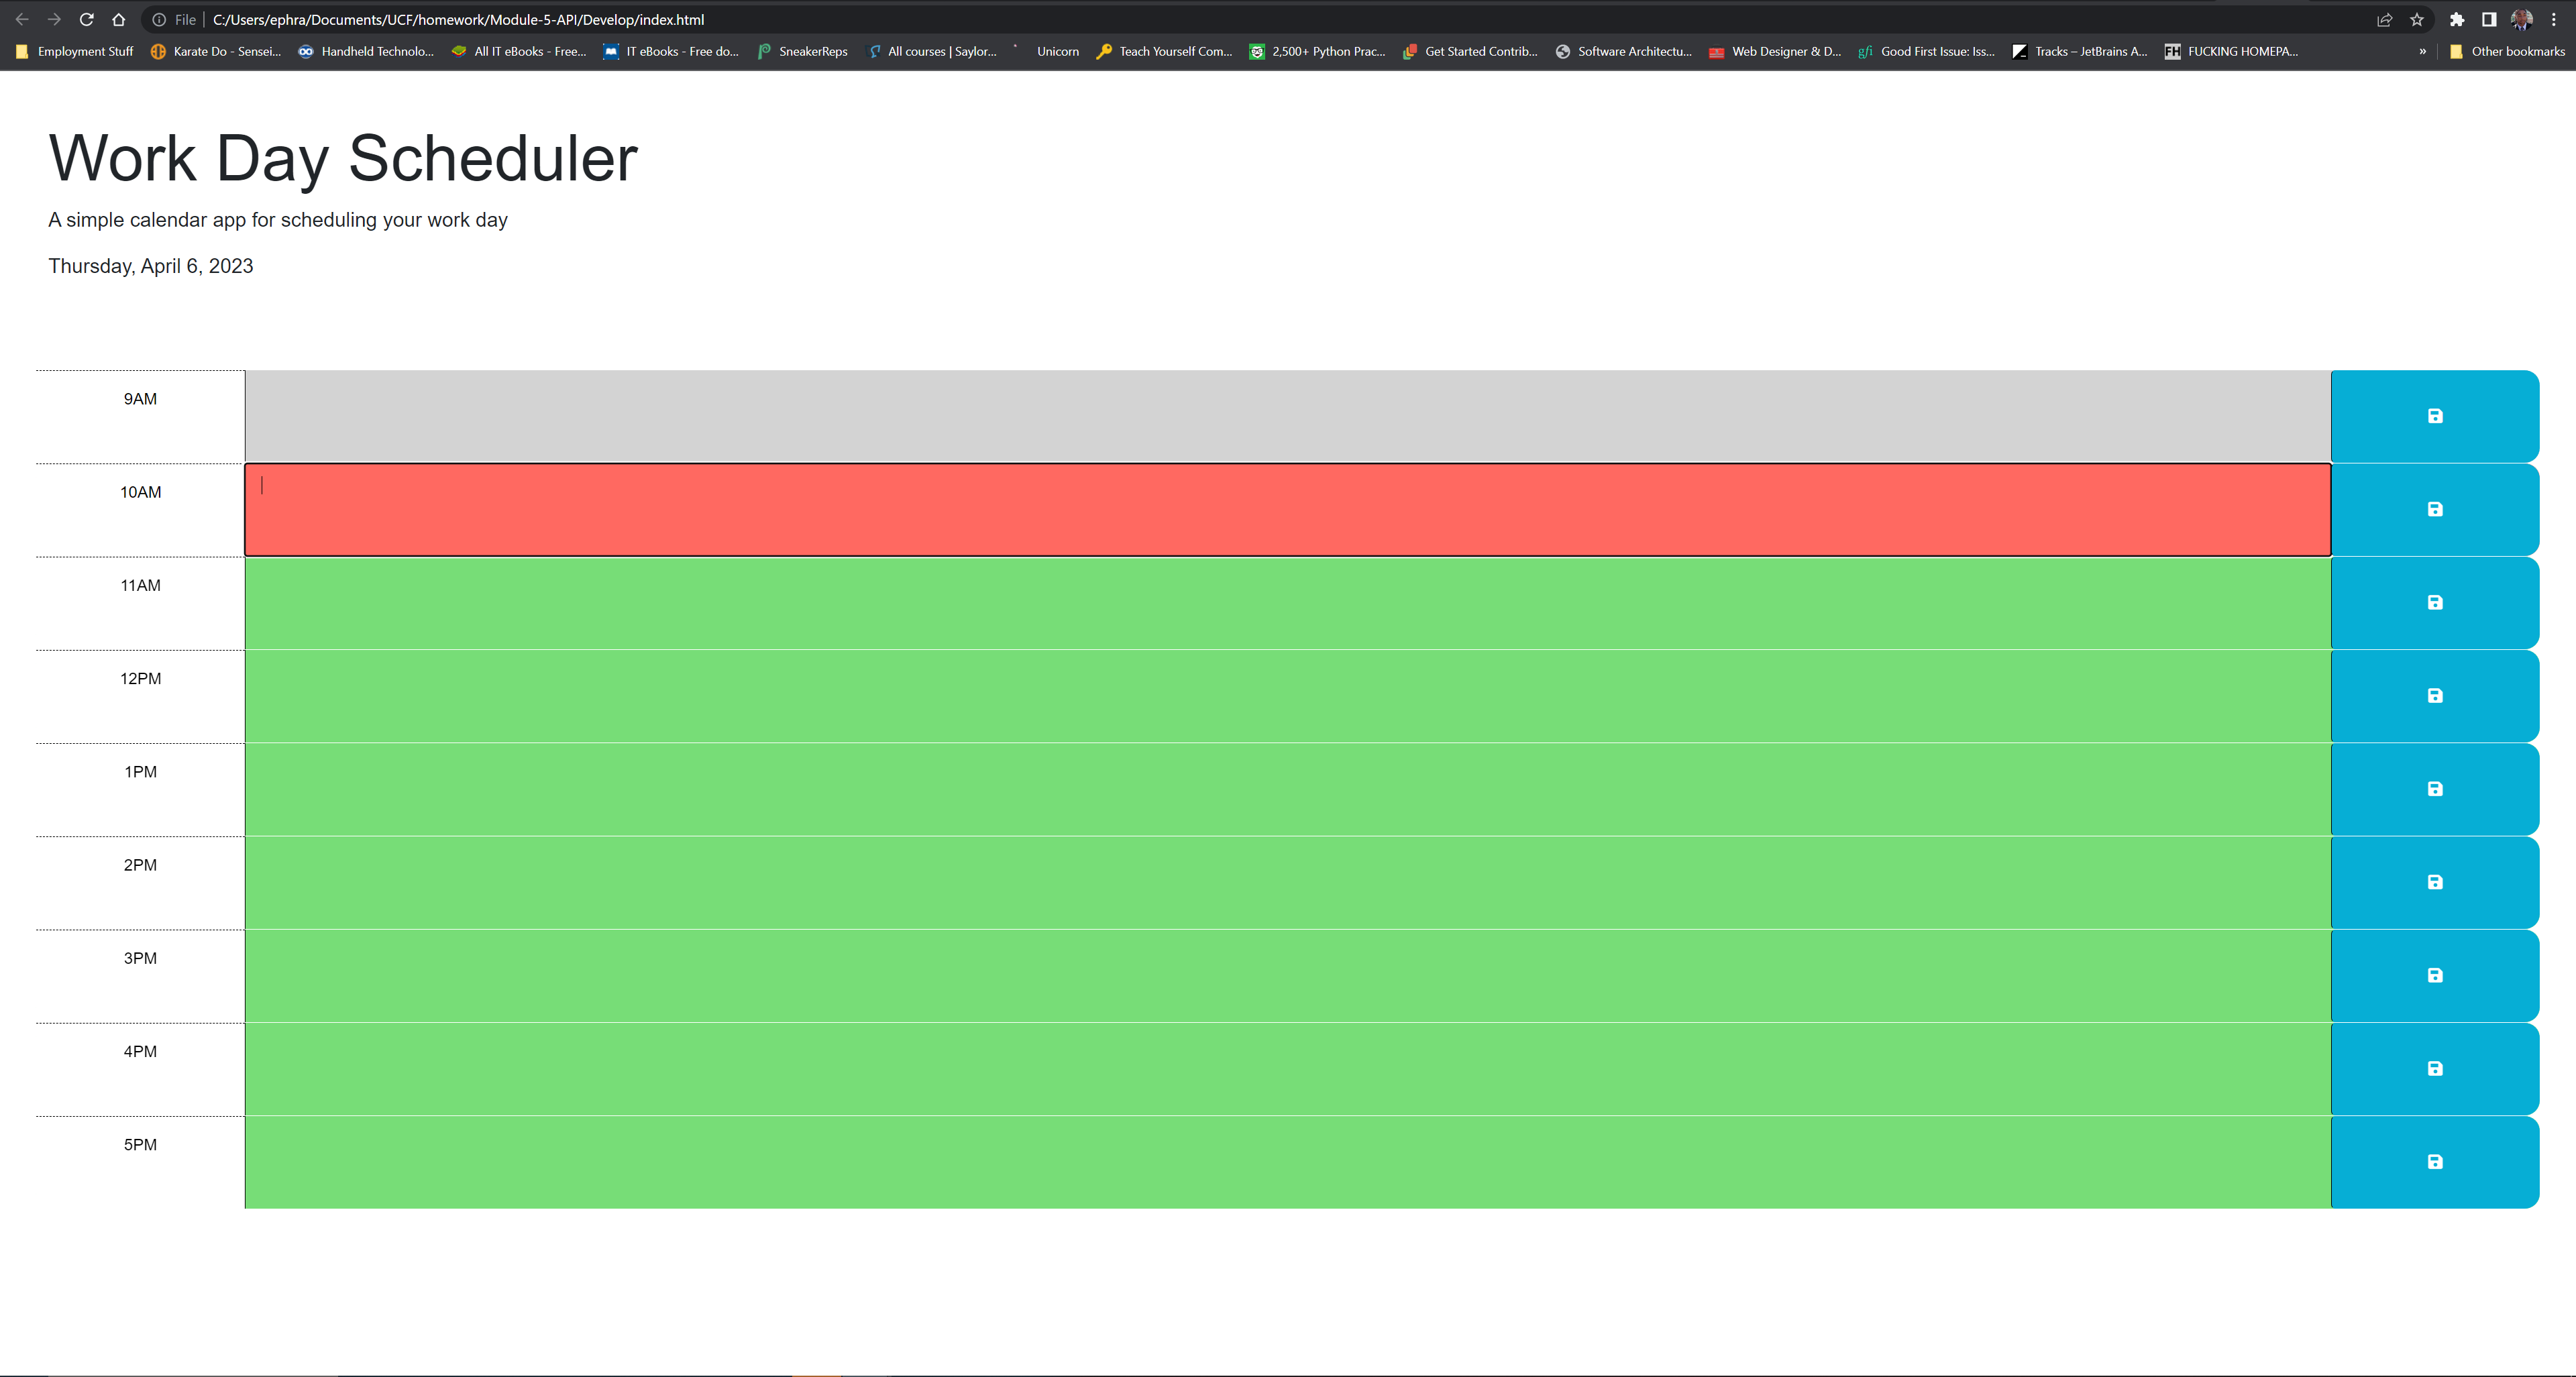 File | C:/Users/ephra/Documents/UCF/homework/Module-5-API/Develop/index.html
Employment Stuff Karate Do - Sensei... Handheld Technolo... All IT eBooks - Free... IT eBooks - Free do... SneakerReps All courses | Saylor... Unicorn Teach Yourself Com... 2,500+ Python Prac... Get Started Contrib... Software Architectu... Web Designer & D... gfi Good First Issue: Iss... Tracks – JetBrains A... FH FUCKING HOMEPA... » Other bookmarks
Work Day Scheduler
A simple calendar app for scheduling your work day
Thursday, April 6, 2023
9AM
10AM
11AM
12PM
1PM
2PM
3PM
4PM
5PM